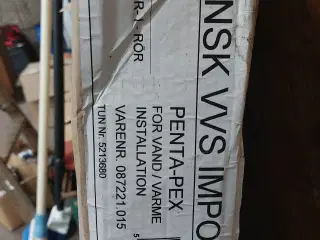 NSK VVS IMPO
R-I-RØR
PENTA-PEX
FOR VAND / VARME
INSTALLATION
VARENR. 087221.015
TUN Nr. 5213680